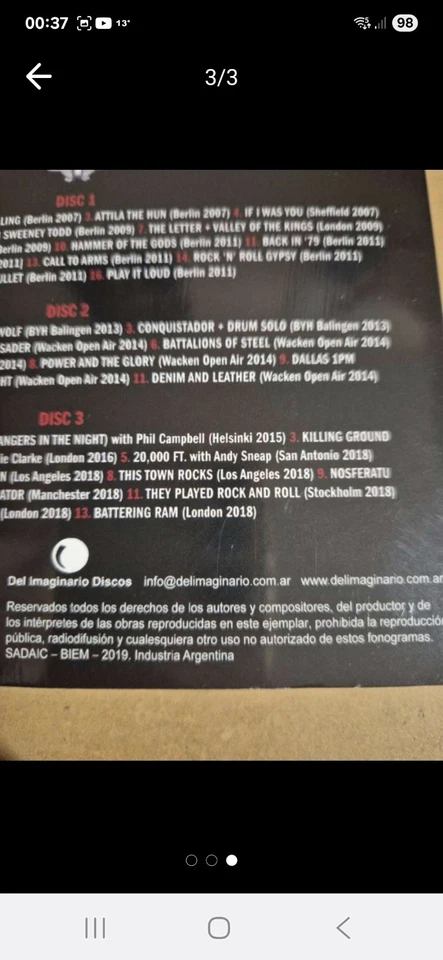 00:37 13° 98
3/3
DISC 1
LING (Berlin 2007) 3. ATTILA THE HUN (Berlin 2007) 4. IF I WAS YOU (Sheffield 2007)
SWEENEY TODD (Berlin 2009) 7. THE LETTER + VALLEY OF THE KINGS (London 2009)
Berlin 2009) 10. HAMMER OF THE GODS (Berlin 2011) 11. BACK IN '79 (Berlin 2011)
2011) 13. CALL TO ARMS (Berlin 2011) 14. ROCK 'N' ROLL GYPSY (Berlin 2011)
ULLET (Berlin 2011) 16. PLAY IT LOUD (Berlin 2011)
DISC 2
VOLF (BYH Balingen 2013) 3. CONQUISTADOR + DRUM SOLO (BYH Balingen 2013)
SADER (Wacken Open Air 2014) 6. BATTALIONS OF STEEL (Wacken Open Air 2014)
2014) 8. POWER AND THE GLORY (Wacken Open Air 2014) 9. DALLAS 1PM
HT (Wacken Open Air 2014) 11. DENIM AND LEATHER (Wacken Open Air 2014)
DISC 3
ANGERS IN THE NIGHT) with Phil Campbell (Helsinki 2015) 3. KILLING GROUND
ie Clarke (London 2016) 5. 20,000 FT. with Andy Sneap (San Antonio 2018)
N (Los Angeles 2018) 8. THIS TOWN ROCKS (Los Angeles 2018) 9. NOSFERATU
ATOR (Manchester 2018) 11. THEY PLAYED ROCK AND ROLL (Stockholm 2018)
(London 2018) 13. BATTERING RAM (London 2018)
Del Imaginario Discos info@delimaginario.com.ar www.delimaginario.com.ar
Reservados todos los derechos de los autores y compositores, del productor y de
los intérpretes de las obras reproducidas en este ejemplar, prohibida la reproducción
pública, radiodifusión y cualesquiera otro uso no autorizado de estos fonogramas.
SADAIC – BIEM – 2019. Industria Argentina